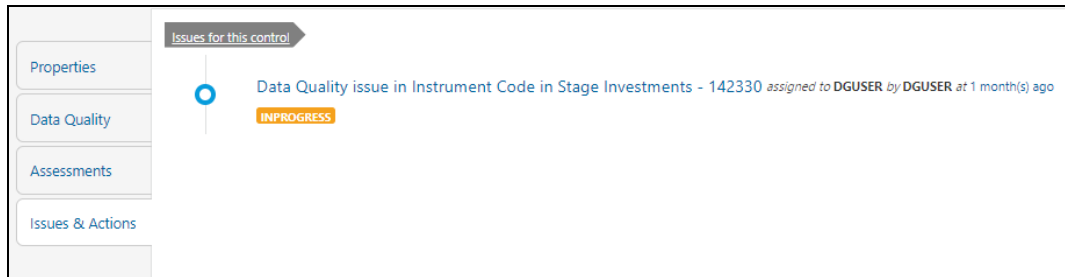 Issues for this control
Properties
Data Quality issue in Instrument Code in Stage Investments - 142330 assigned to DGUSER by DGUSER at 1 month(s) ago
INPROGRESS
Data Quality
Assessments
Issues & Actions